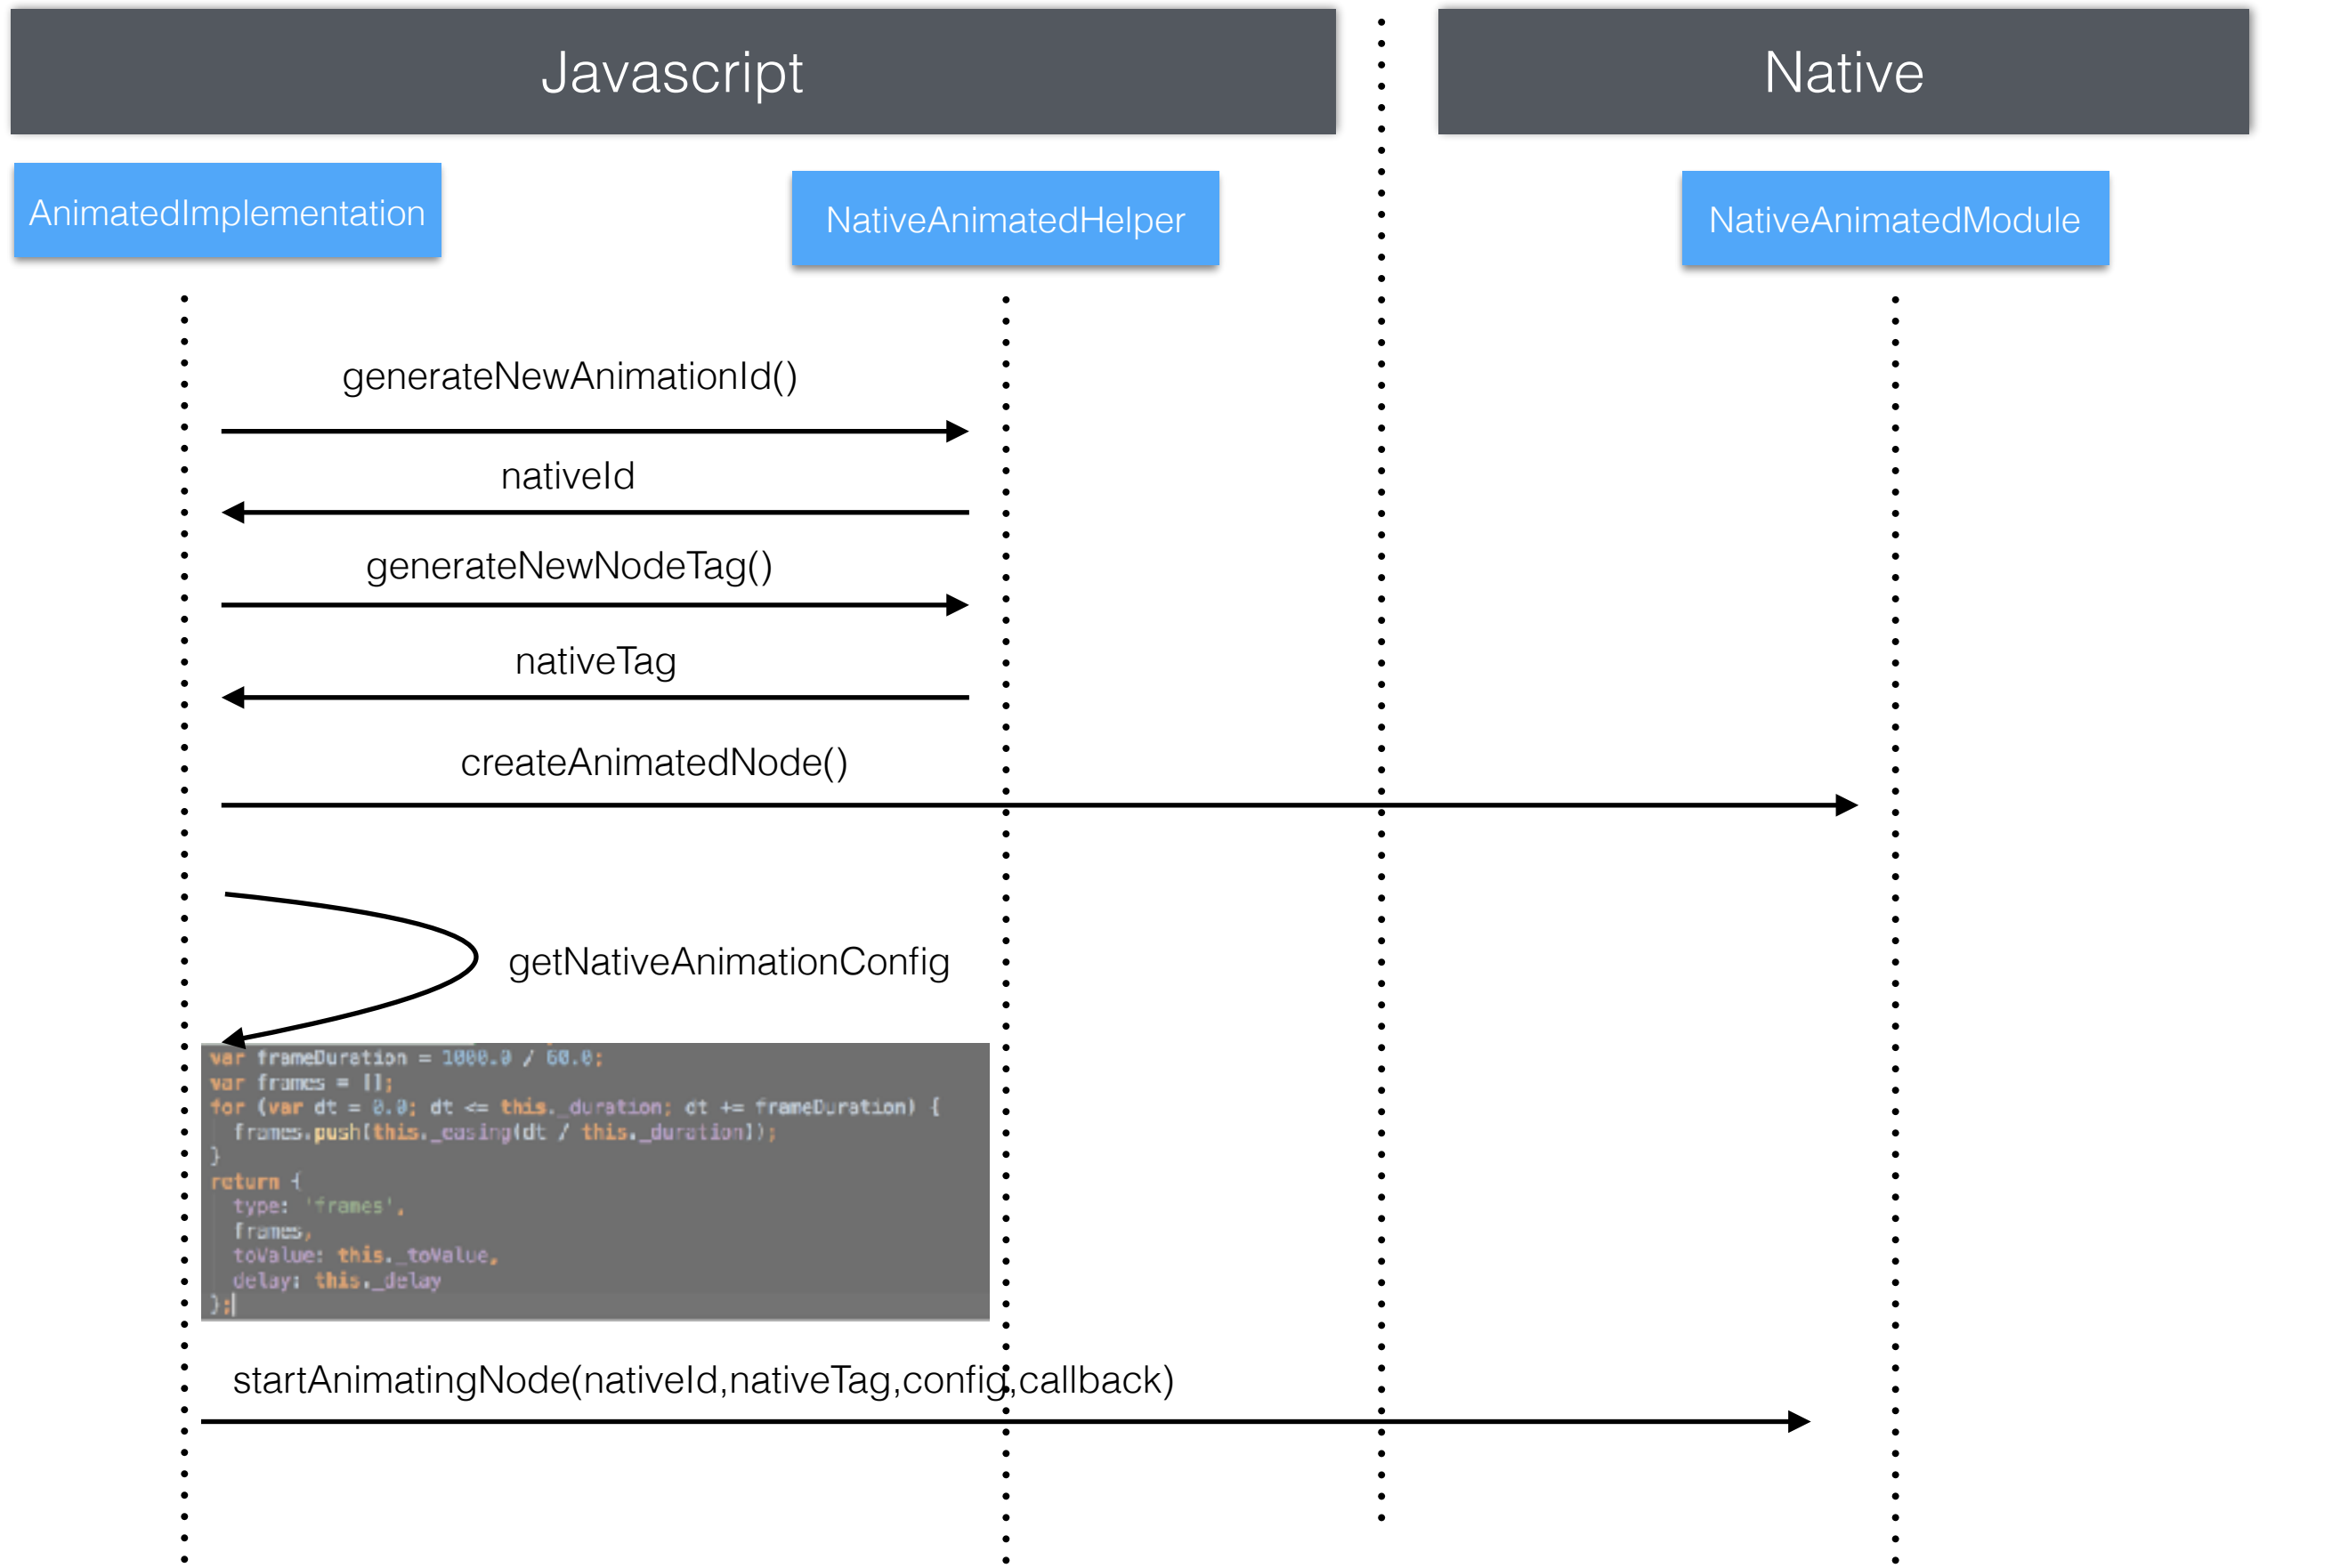 Javascript
Native
AnimatedImplementation
NativeAnimatedHelper
NativeAnimatedModule
generateNewAnimationId()
nativeId
generateNewNodeTag()
nativeTag
createAnimatedNode()
getNativeAnimationConfig
var frameDuration = 1000.0 / 60.0;
var frames = [];
for (var dt = 0.0; dt <= this._duration; dt += frameDuration) {
frames.push(this._easing(dt / this._duration));
}
return {
type: 'frames',
frames,
toValue: this._toValue,
delay: this._delay
};
startAnimatingNode(nativeId,nativeTag,config,callback)